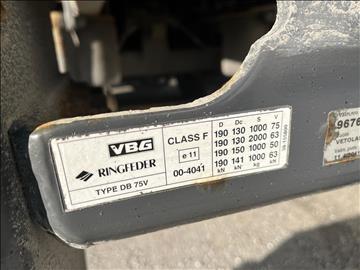 VBG
RINGFEDER
TYPE DB 75V
CLASS F
e 11
00-4041
D Dc S V
190 130 1000 75
190 130 2000 63
190 150 1000 50
190 141 1000 63
kN kN kg kN
9676
VETOLA